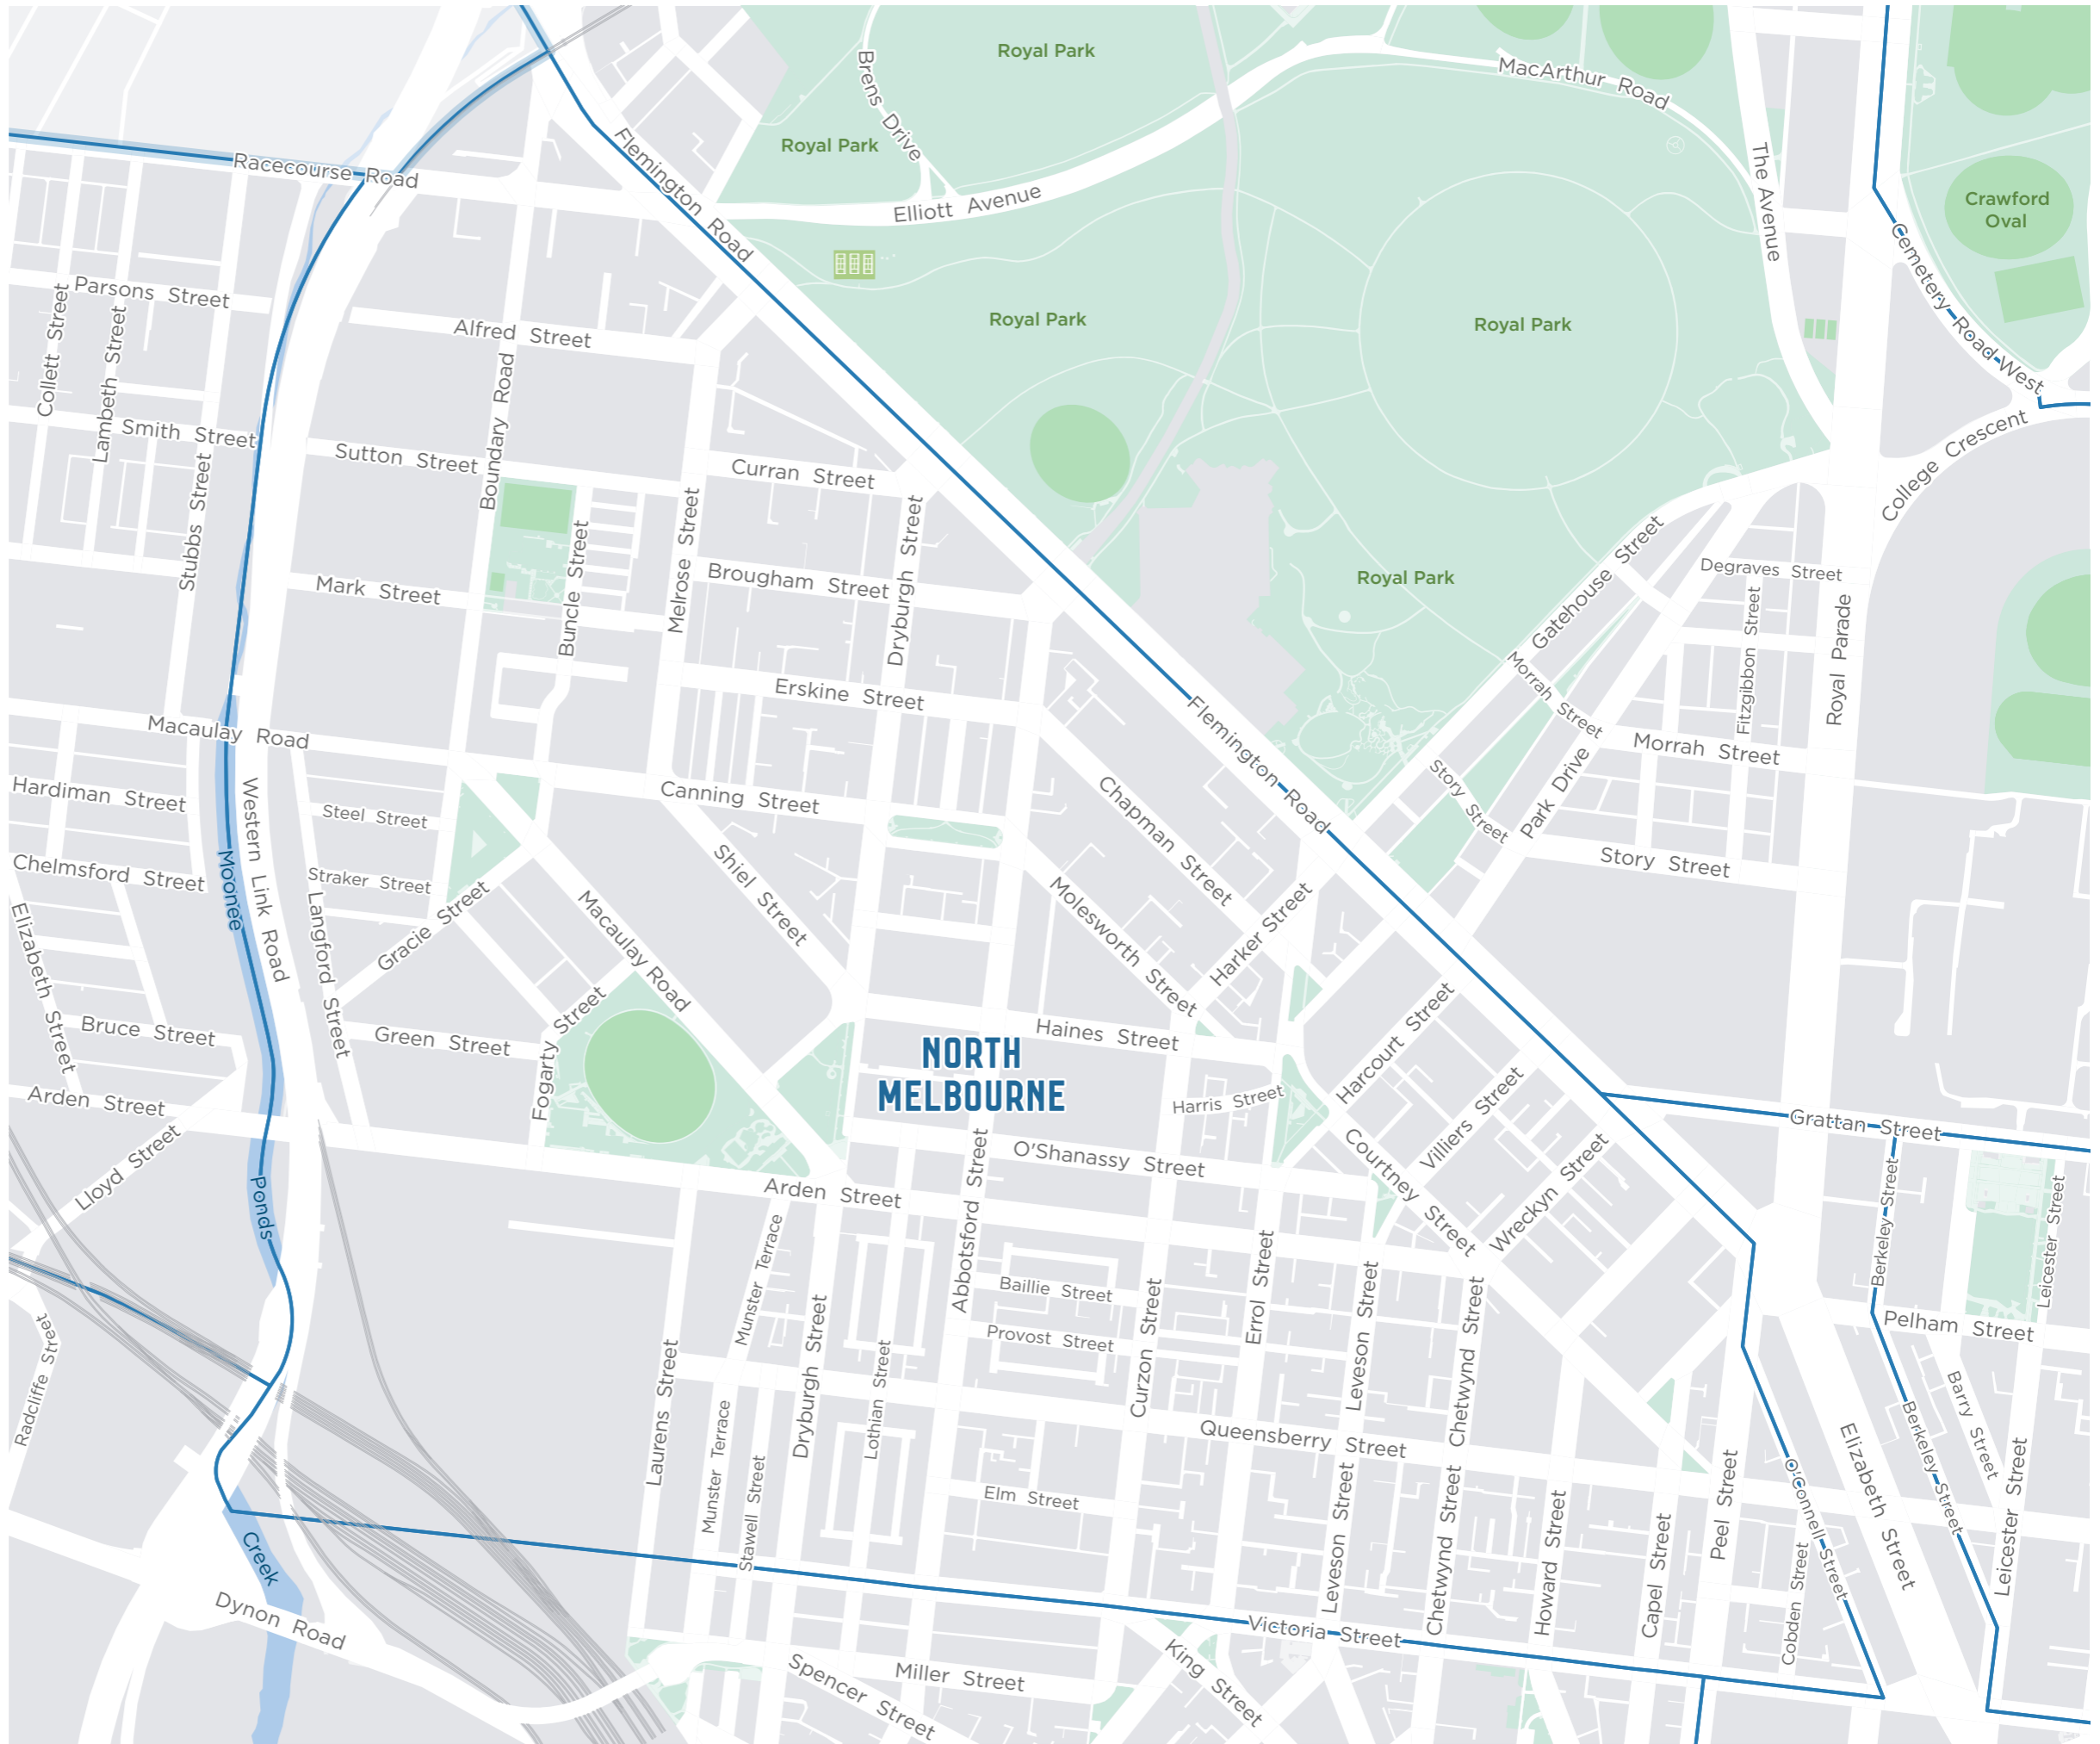 Royal Park
Brens Drive
MacArthur Road
Royal Park
Flemington Road
The Avenue
Racecourse Road
Elliott Avenue
Crawford
Oval
Cemetery Road West
Parsons Street
Collett Street
Lambeth Street
Alfred Street
Royal Park
Royal Park
Smith Street
Sutton Street
Boundary Road
Curran Street
College Crescent
Stubbs Street
Mark Street
Buncle Street
Melrose Street
Brougham Street
Dryburgh Street
Royal Park
Gatehouse Street
Degraves Street
Fitzgibbon Street
Royal Parade
Erskine Street
Morrah Street
Morrah Street
Macaulay Road
Flemington Road
Hardiman Street
Western Link Road
Steel Street
Canning Street
Chapman Street
Story Street
Park Drive
Story Street
Chelmsford Street
Moonee
Straker Street
Langford Street
Gracie Street
Shiel Street
Macaulay Road
Molesworth Street
Harker Street
Elizabeth Street
Bruce Street
Green Street
Fogarty Street
Haines Street
Harcourt Street
NORTH
MELBOURNE
Harris Street
Villiers Street
Arden Street
Lloyd Street
O'Shanassy Street
Courtney Street
Wreckyn Street
Grattan Street
Ponds
Arden Street
Munster Terrace
Abbotsford Street
Baillie Street
Errol Street
Berkeley Street
Leicester Street
Radcliffe Street
Laurens Street
Dryburgh Street
Lothian Street
Provost Street
Curzon Street
Leveson Street
Chetwynd Street
Pelham Street
Munster Terrace
Stawell Street
Queensberry Street
Elm Street
Leveson Street
Chetwynd Street
Howard Street
Capel Street
Peel Street
Cobden Street
O'Connell Street
Elizabeth Street
Berkeley Street
Barry Street
Leicester Street
Creek
Dynon Road
Victoria Street
Spencer Street
Miller Street
King Street